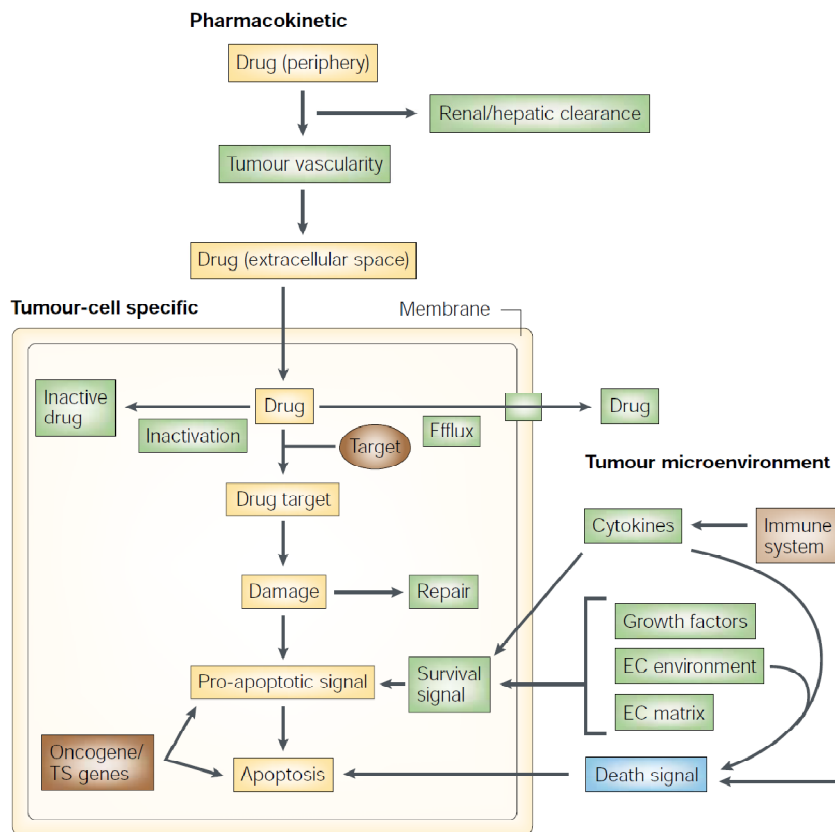 Pharmacokinetic
Drug (periphery)
Renal/hepatic clearance
Tumour vascularity
Drug (extracellular space)
Tumour-cell specific
Membrane
Inactive
drug
Drug
Drug
Inactivation
Efflux
Target
Tumour microenvironment
Drug target
Cytokines
Immune
system
Damage
Repair
Growth factors
EC environment
Pro-apoptotic signal
Survival
signal
EC matrix
Oncogene/
TS genes
Apoptosis
Death signal